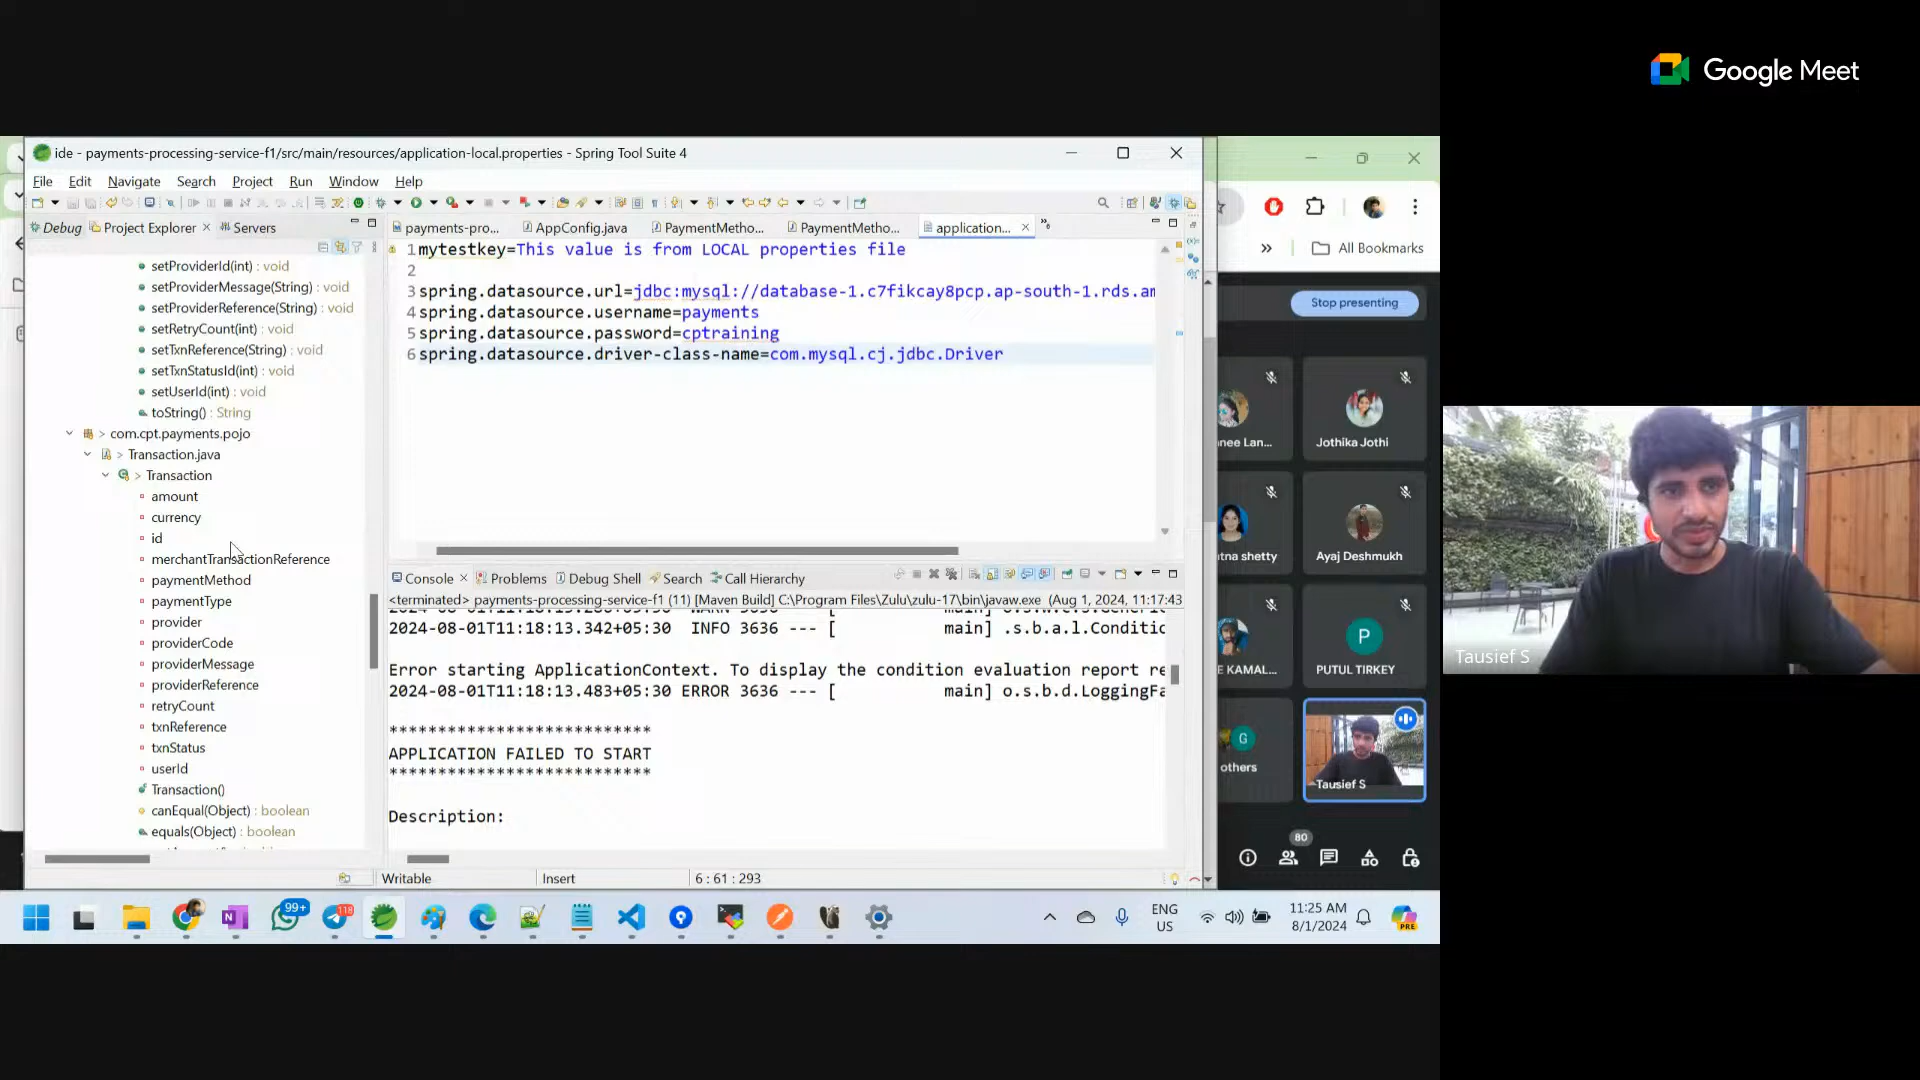 Google Meet
ide - payments-processing-service-f1/src/main/resources/application-local.properties - Spring Tool Suite 4
File Edit Navigate Search Project Run Window Help
Debug Project Explorer Servers
payments-pro... AppConfig.java PaymentMetho... PaymentMetho... application...
All Bookmarks
setProviderId(int) : void
setProviderMessage(String) : void
setProviderReference(String) : void
setRetryCount(int) : void
setTxnReference(String) : void
setTxnStatusId(int) : void
setUserId(int) : void
toString() : String
> com.cpt.payments.pojo
> Transaction.java
> Transaction
amount
currency
id
merchantTransactionReference
paymentMethod
paymentType
provider
providerCode
providerMessage
providerReference
retryCount
txnReference
txnStatus
userId
Transaction()
canEqual(Object) : boolean
equals(Object) : boolean
1 mytestkey=This value is from LOCAL properties file
2
3 spring.datasource.url=jdbc:mysql://database-1.c7fikcay8pcp.ap-south-1.rds.am
4 spring.datasource.username=payments
5 spring.datasource.password=cptraining
6 spring.datasource.driver-class-name=com.mysql.cj.jdbc.Driver
Console Problems Debug Shell Search Call Hierarchy
<terminated> payments-processing-service-f1 (11) [Maven Build] C:\Program Files\Zulu\zulu-17\bin\javaw.exe (Aug 1, 2024, 11:17:43
2024-08-01T11:18:13.342+05:30 INFO 3636 --- [ main] .s.b.a.l.Conditic
Error starting ApplicationContext. To display the condition evaluation report re
2024-08-01T11:18:13.483+05:30 ERROR 3636 --- [ main] o.s.b.d.LoggingFa
***************************
APPLICATION FAILED TO START
***************************
Description:
Writable Insert 6 : 61 : 293
Stop presenting
nee Lan...
Jothika Jothi
tna shetty
Ayaj Deshmukh
E KAMAL...
P
PUTUL TIRKEY
G
others
Tausief S
80
Tausief S
99+
118
ENG
US
11:25 AM
8/1/2024
PRE